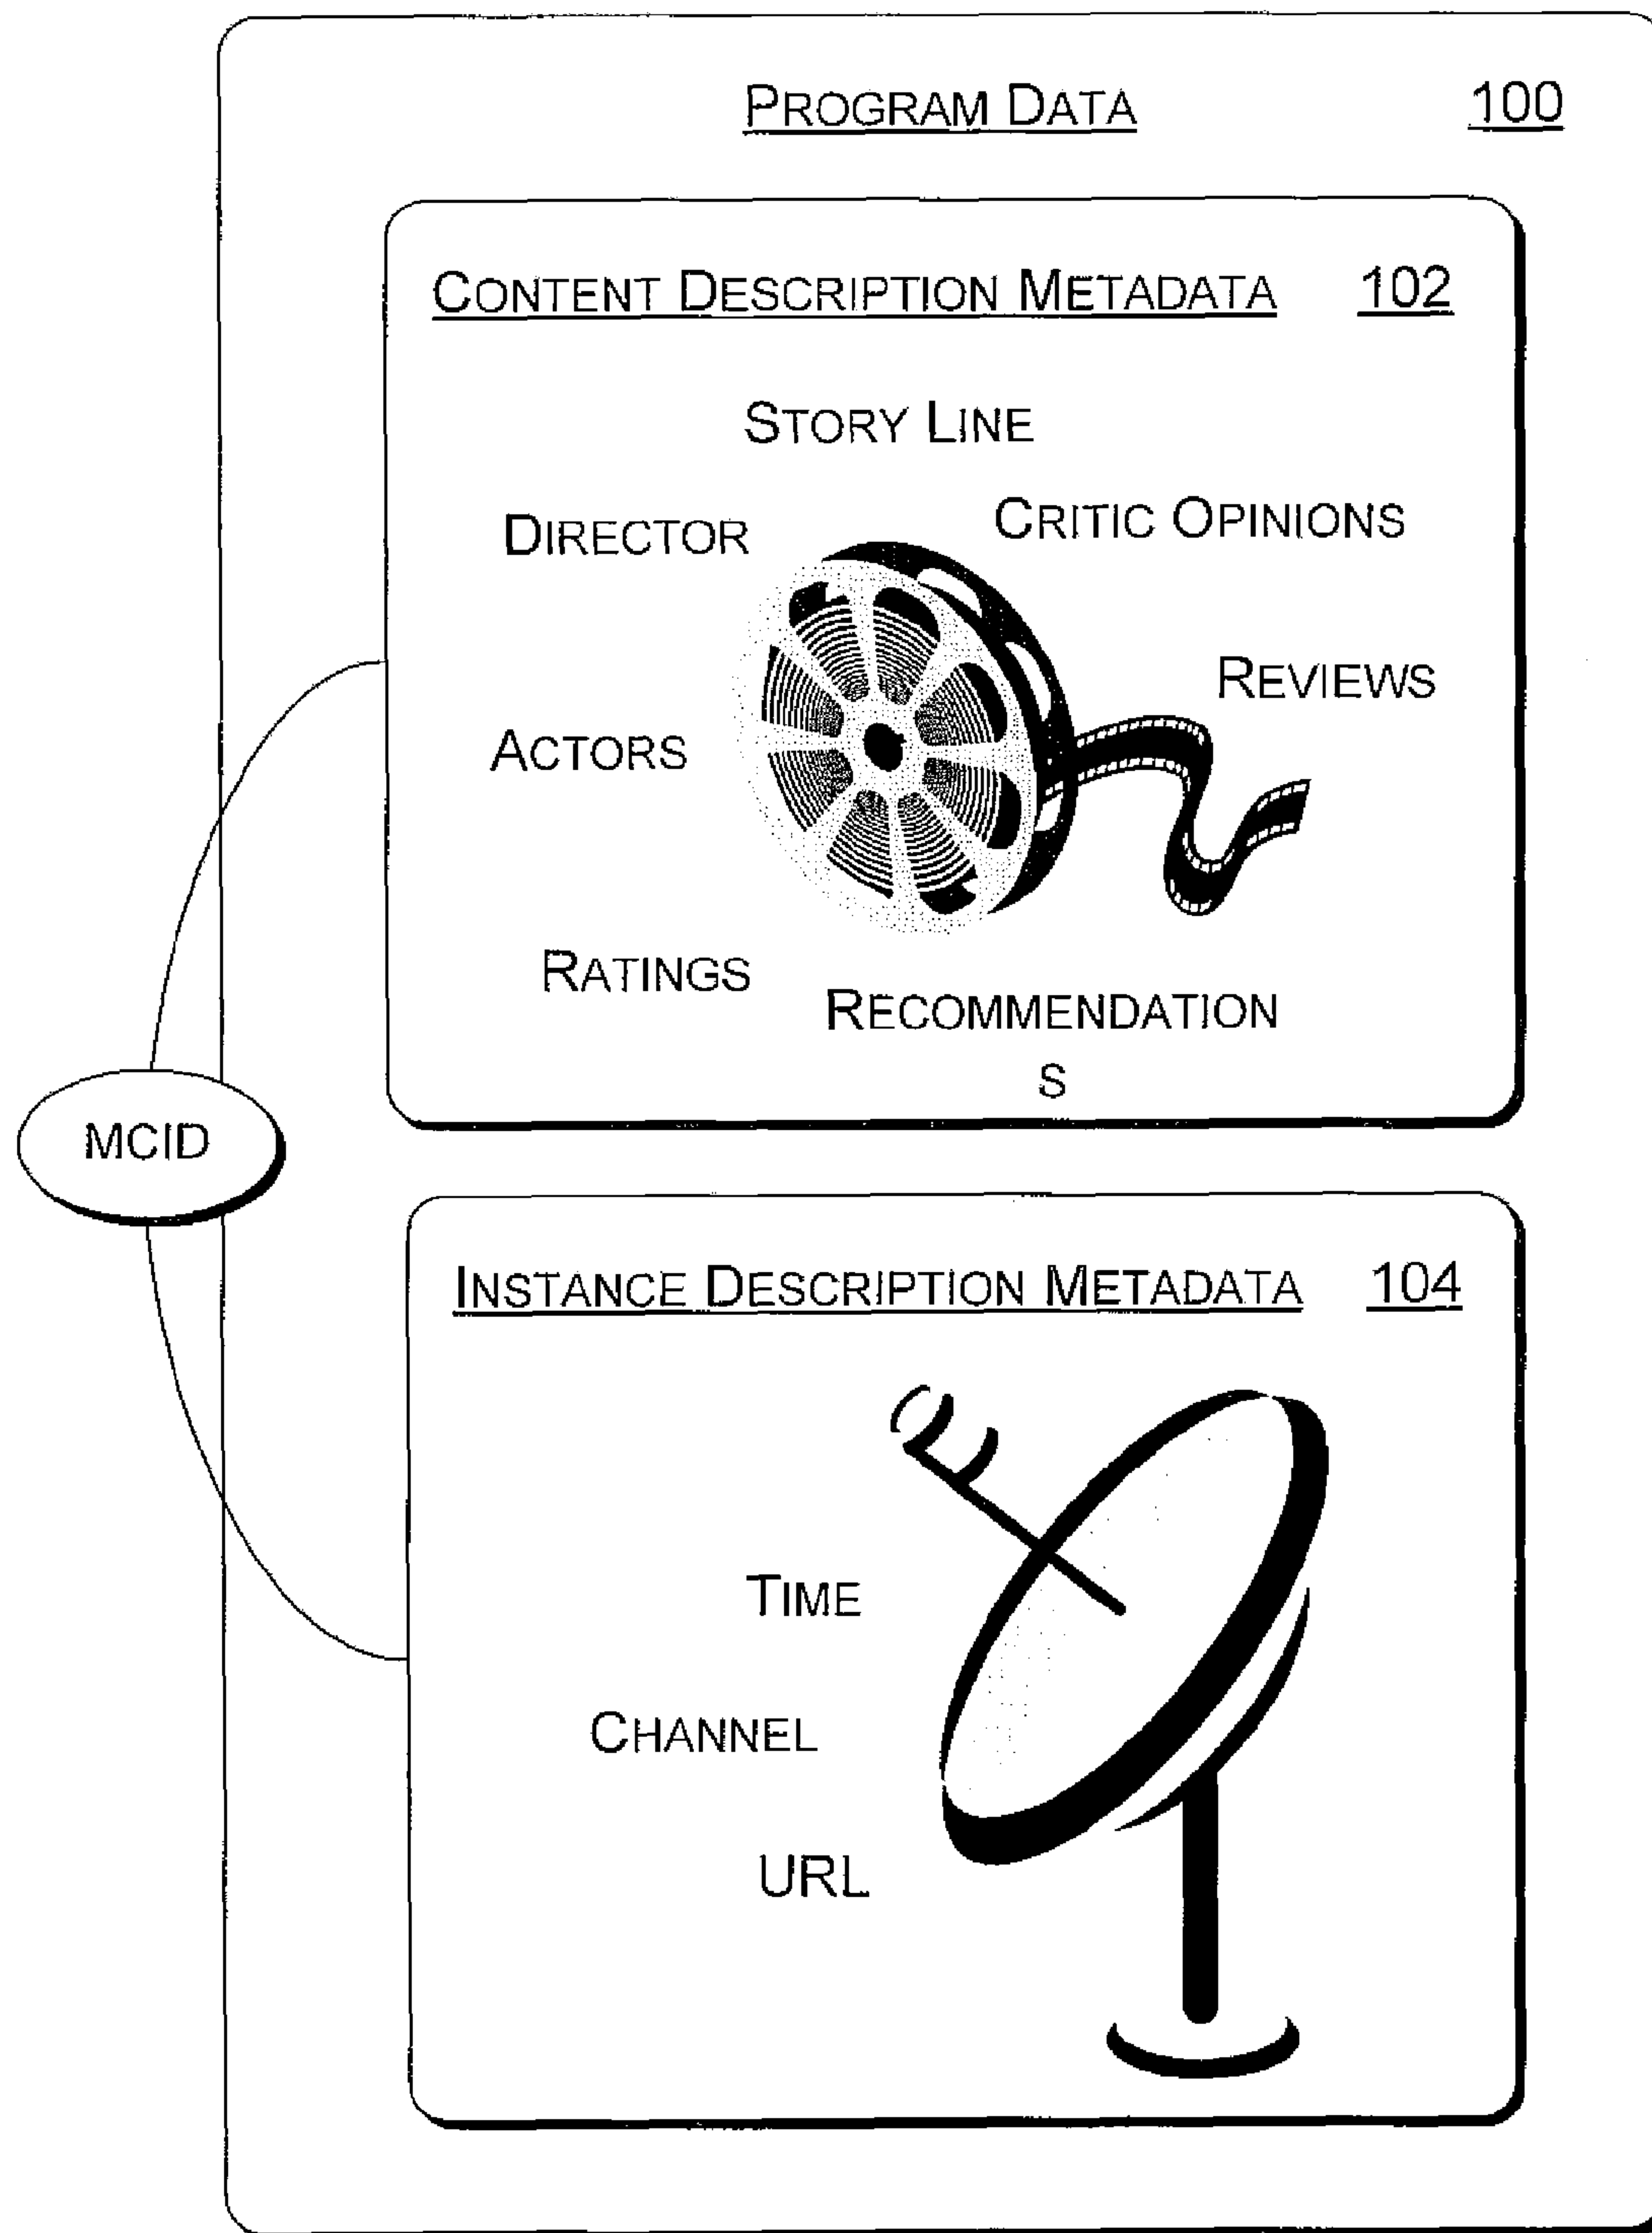 PROGRAM DATA 100
CONTENT DESCRIPTION METADATA 102
STORY LINE
DIRECTOR
CRITIC OPINIONS
REVIEWS
ACTORS
RATINGS
RECOMMENDATION
S
MCID
INSTANCE DESCRIPTION METADATA 104
TIME
CHANNEL
URL